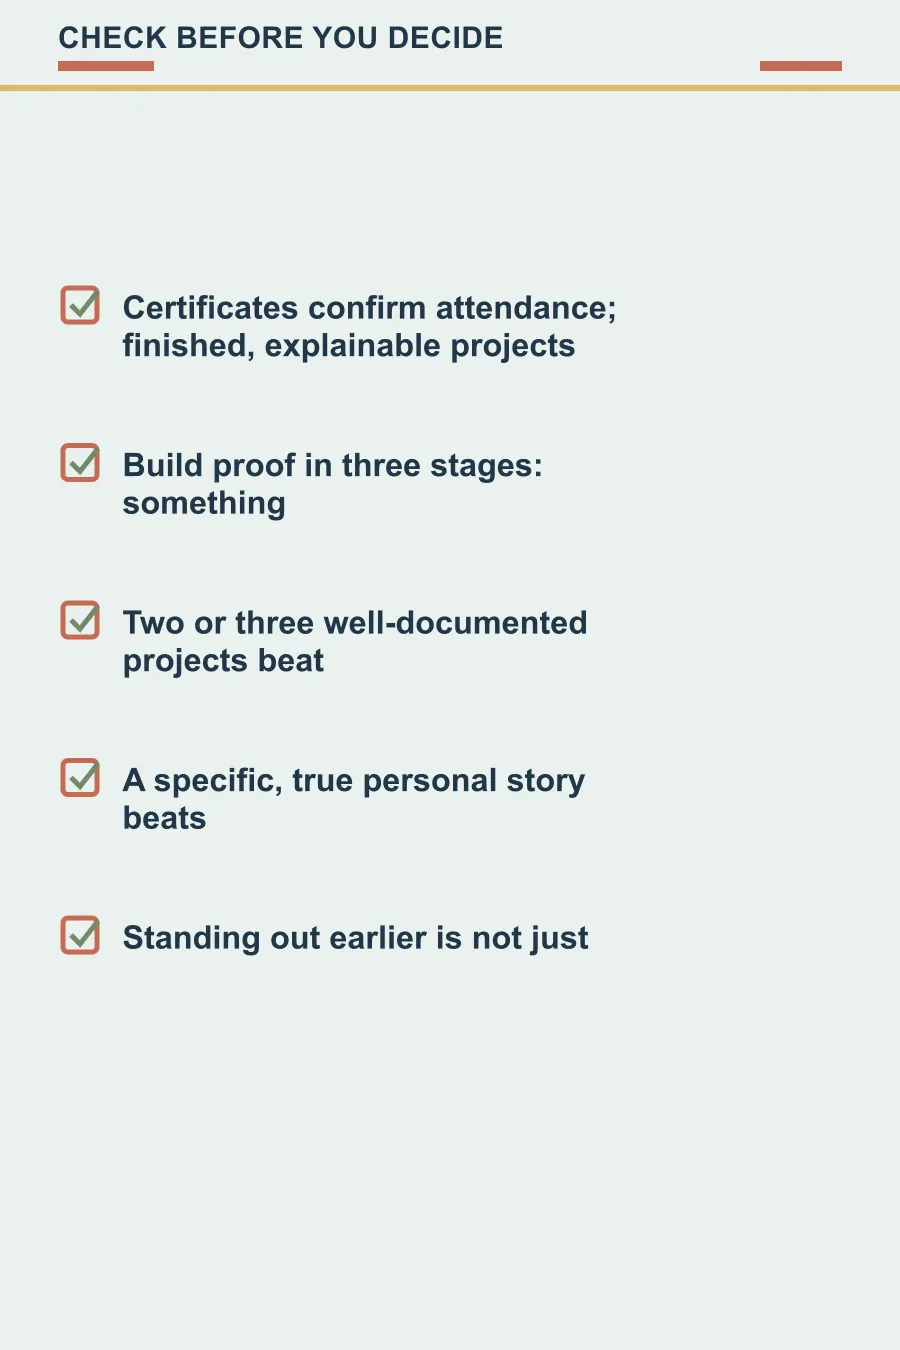 CHECK BEFORE YOU DECIDE
Certificates confirm attendance;
finished, explainable projects
Build proof in three stages:
something
Two or three well-documented
projects beat
A specific, true personal story
beats
Standing out earlier is not just